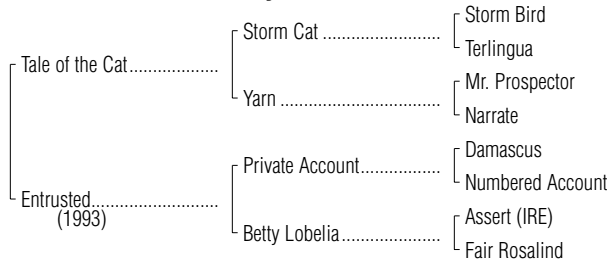 Storm Bird
Storm Cat ......................
Terlingua
Tale of the Cat..................
Mr. Prospector
Yarn ..............................
Narrate
Damascus
Private Account................
Numbered Account
Entrusted.........................
(1993)
Assert (IRE)
Betty Lobelia...................
Fair Rosalind